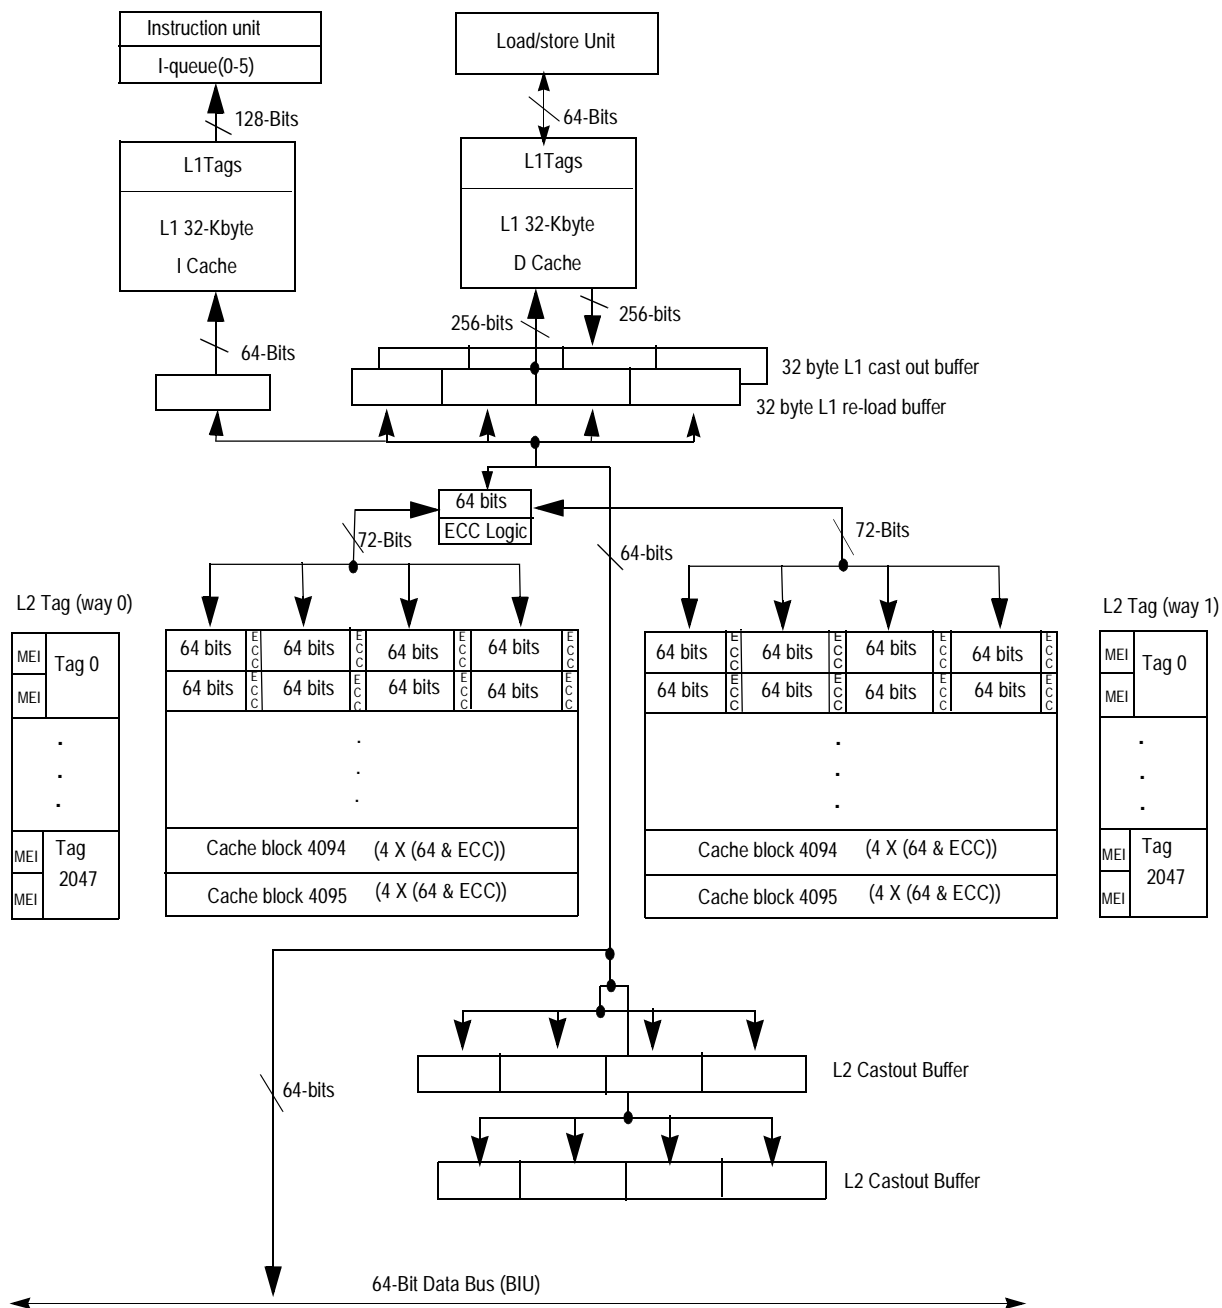 Instruction unit
I-queue(0-5)
Load/store Unit
128-Bits
64-Bits
L1Tags
L1 32-Kbyte
I Cache
L1Tags
L1 32-Kbyte
D Cache
64-Bits
256-bits
256-bits
32 byte L1 cast out buffer
32 byte L1 re-load buffer
64 bits
ECC Logic
72-Bits
64-bits
72-Bits
L2 Tag (way 0)
MEI
Tag 0
MEI
.
.
.
MEI
Tag
2047
MEI
64 bits ECC 64 bits ECC 64 bits ECC 64 bits ECC
64 bits ECC 64 bits ECC 64 bits ECC 64 bits ECC
.
.
.
Cache block 4094 (4 X (64 & ECC))
Cache block 4095 (4 X (64 & ECC))
64 bits ECC 64 bits ECC 64 bits ECC 64 bits ECC
64 bits ECC 64 bits ECC 64 bits ECC 64 bits ECC
.
.
.
Cache block 4094 (4 X (64 & ECC))
Cache block 4095 (4 X (64 & ECC))
L2 Tag (way 1)
MEI
Tag 0
MEI
.
.
.
MEI
Tag
2047
MEI
64-bits
L2 Castout Buffer
L2 Castout Buffer
64-Bit Data Bus (BIU)